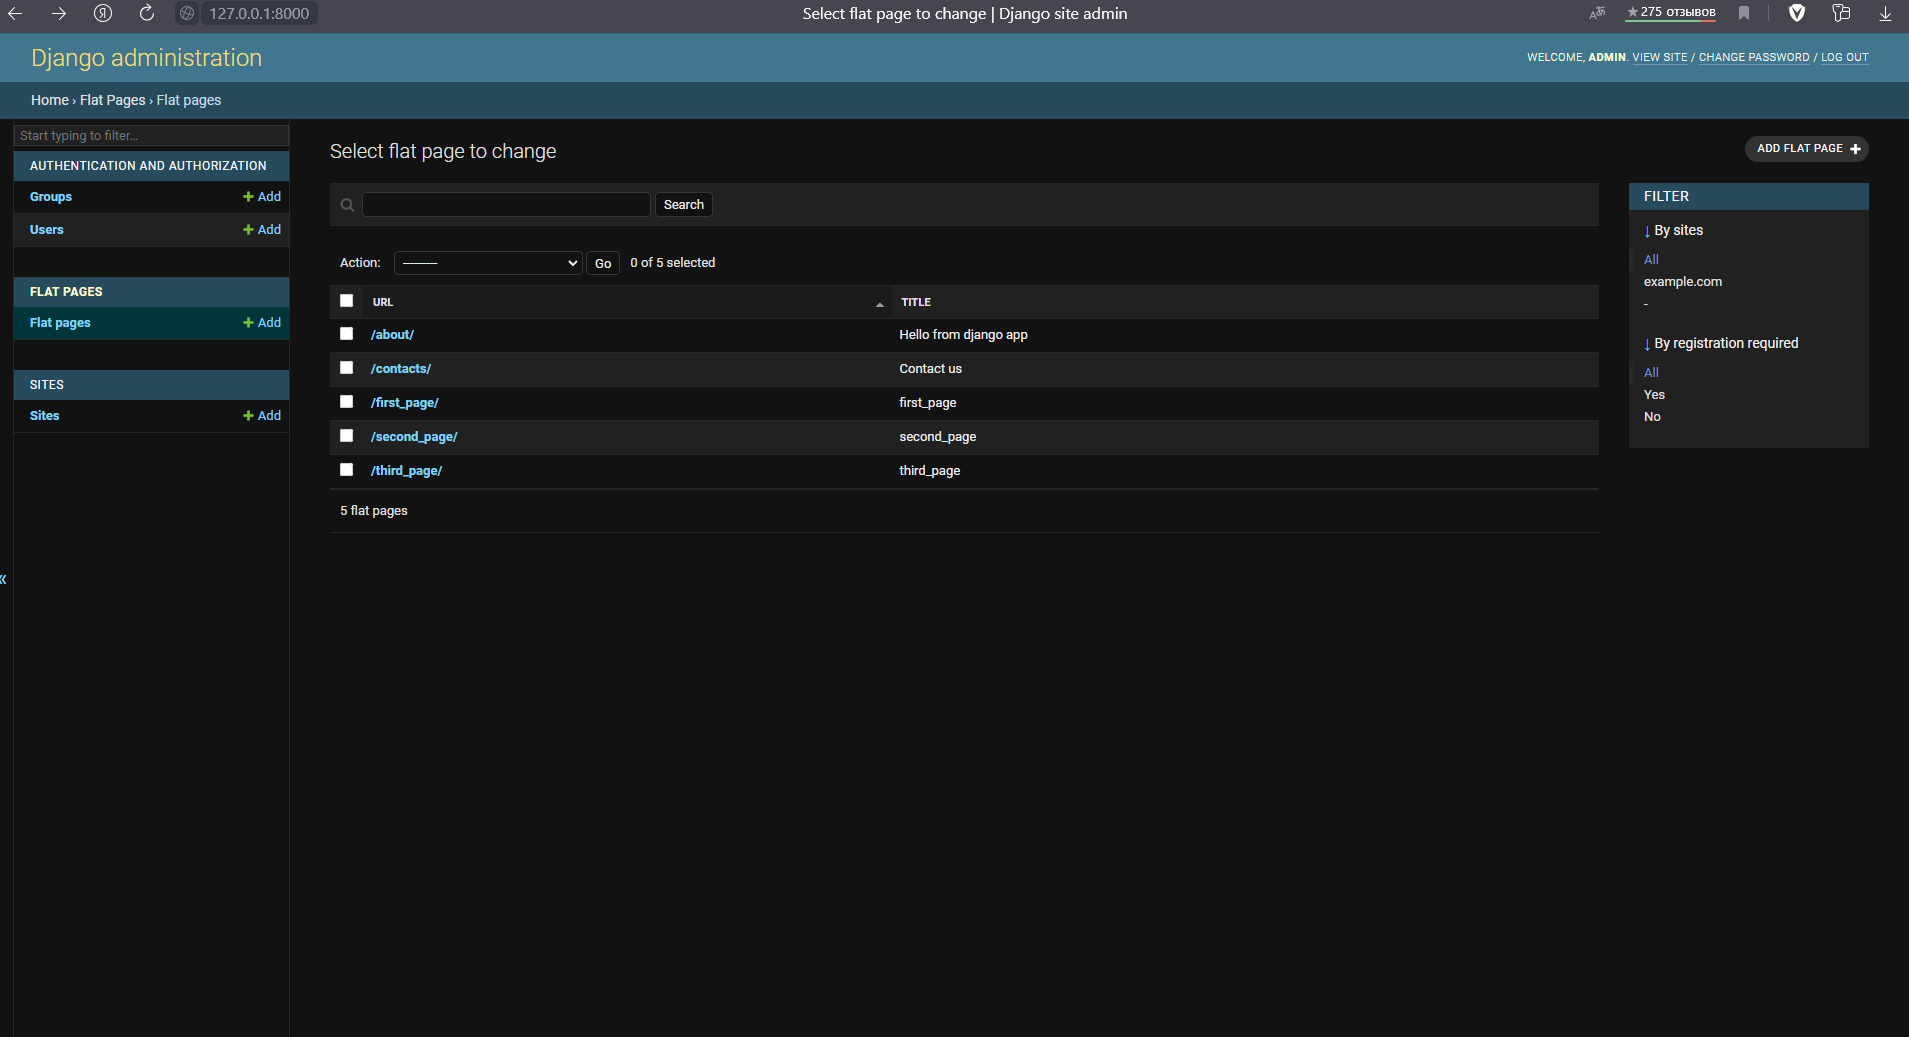 127.0.0.1:8000
Select flat page to change | Django site admin
275 отзывов
Django administration
WELCOME, ADMIN. VIEW SITE / CHANGE PASSWORD / LOG OUT
Home › Flat Pages › Flat pages
Start typing to filter...
AUTHENTICATION AND AUTHORIZATION
Groups + Add
Users + Add
FLAT PAGES
Flat pages + Add
SITES
Sites + Add
«
Select flat page to change
ADD FLAT PAGE +
Search
Action: --------- Go 0 of 5 selected
URL TITLE
/about/ Hello from django app
/contacts/ Contact us
/first_page/ first_page
/second_page/ second_page
/third_page/ third_page
5 flat pages
FILTER
↓ By sites
All
example.com
-
↓ By registration required
All
Yes
No